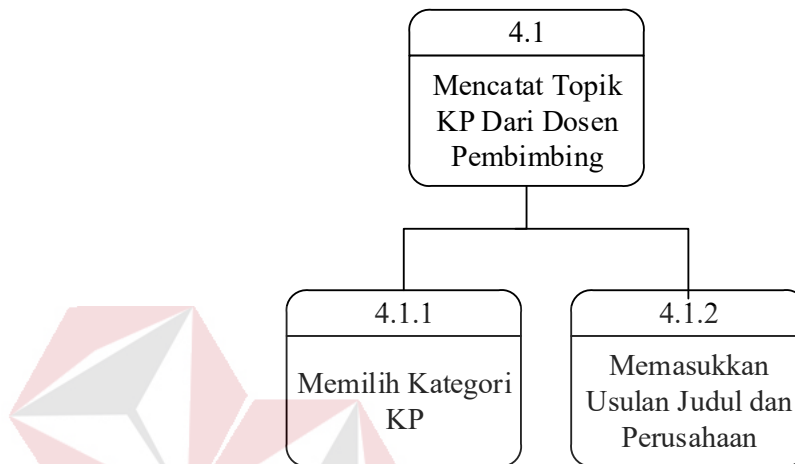 4.1
Mencatat Topik
KP Dari Dosen
Pembimbing
4.1.1
Memilih Kategori
KP
4.1.2
Memasukkan
Usulan Judul dan
Perusahaan